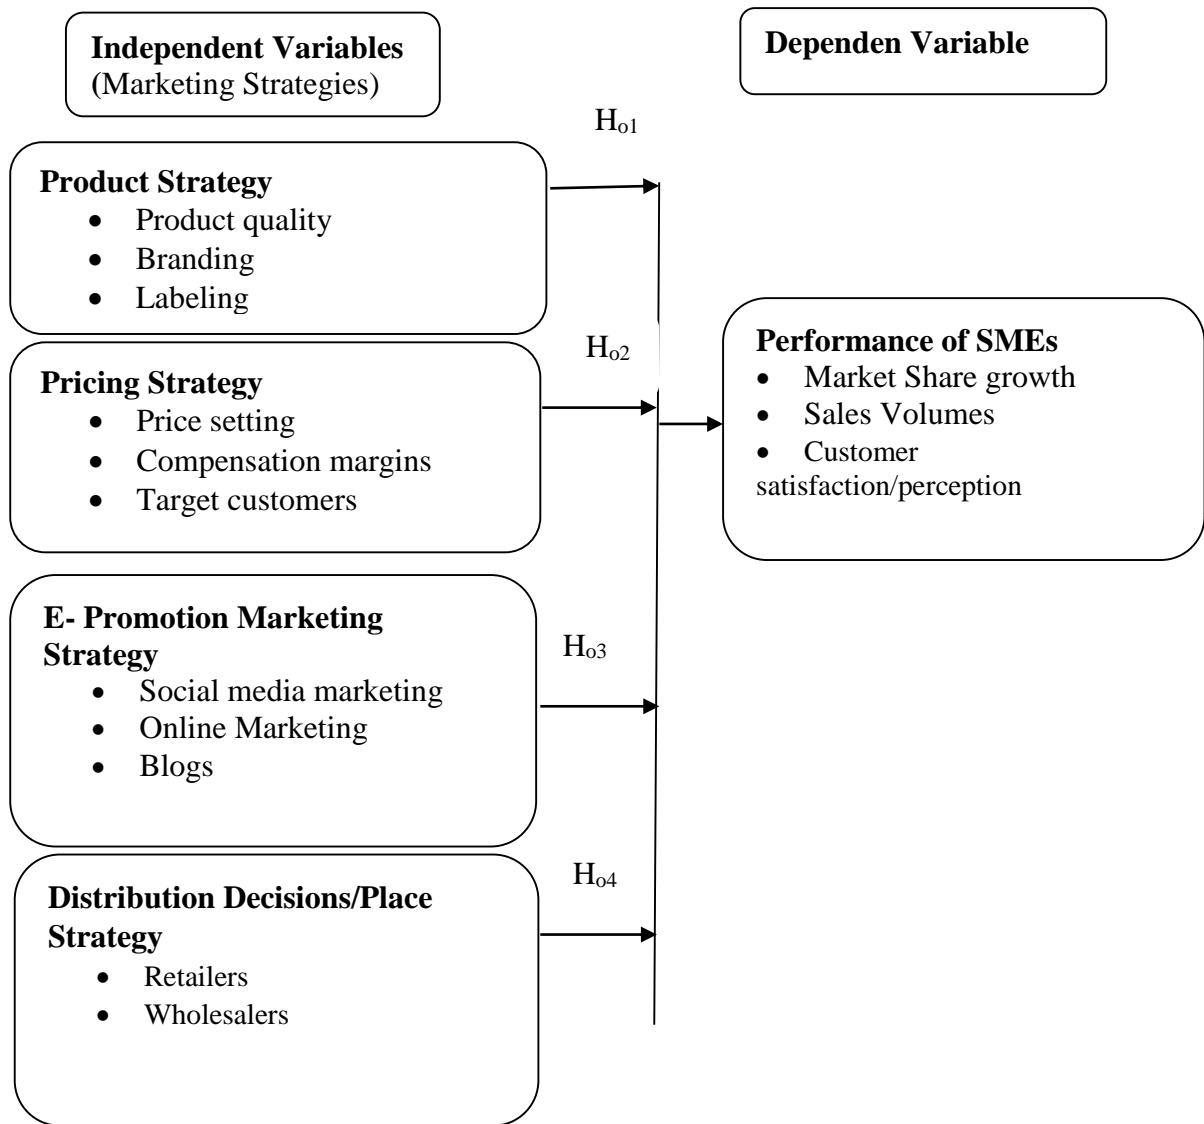 Independent Variables
(Marketing Strategies)
Dependen Variable
Ho1
Product Strategy
• Product quality
• Branding
• Labeling
Ho2
Pricing Strategy
• Price setting
• Compensation margins
• Target customers
Performance of SMEs
• Market Share growth
• Sales Volumes
• Customer
satisfaction/perception
E- Promotion Marketing
Strategy
• Social media marketing
• Online Marketing
• Blogs
Ho3
Distribution Decisions/Place
Strategy
• Retailers
• Wholesalers
Ho4